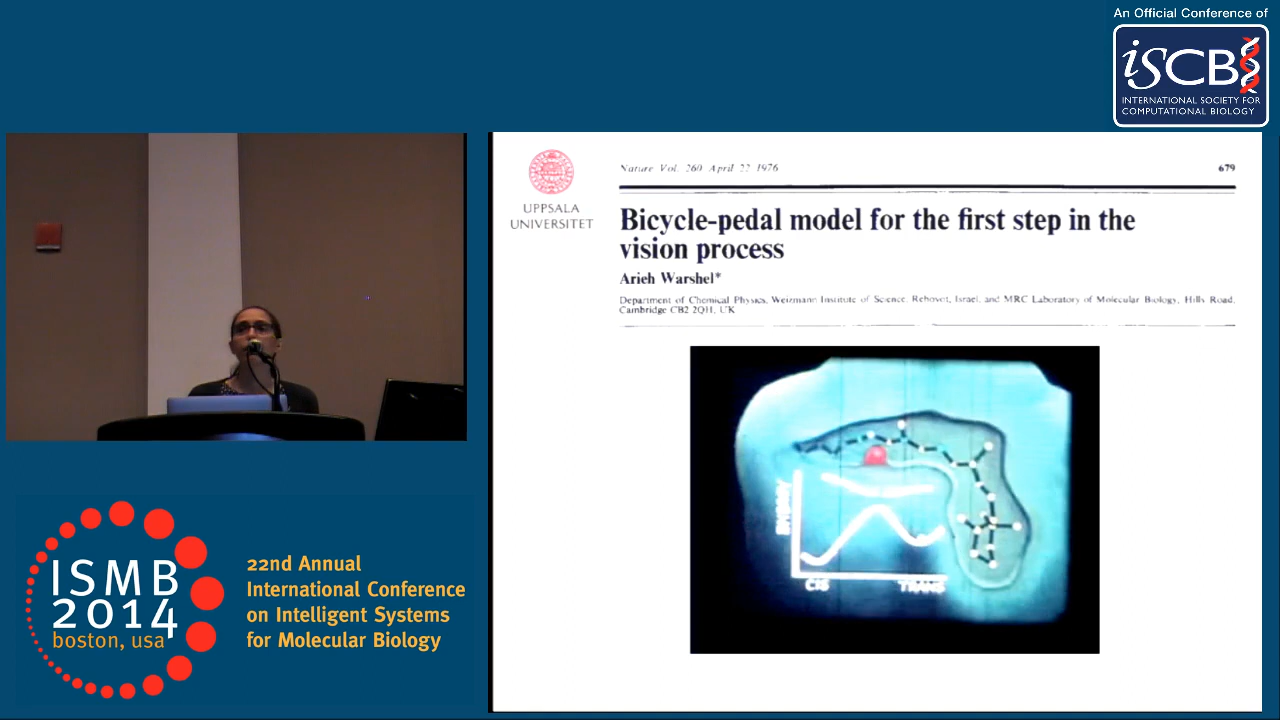 An Official Conference of
iSCB
INTERNATIONAL SOCIETY FOR
COMPUTATIONAL BIOLOGY
UPPSALA
UNIVERSITET
Nature Vol. 260 April 22 1976
679
Bicycle-pedal model for the first step in the
vision process
Arieh Warshel*
Department of Chemical Physics, Weizmann Institute of Science, Rehovot, Israel, and MRC Laboratory of Molecular Biology, Hills Road,
Cambridge CB2 2QH, UK
ENERGY
CIS
TRANS
ISMB
2014
boston, usa
22nd Annual
International Conference
on Intelligent Systems
for Molecular Biology